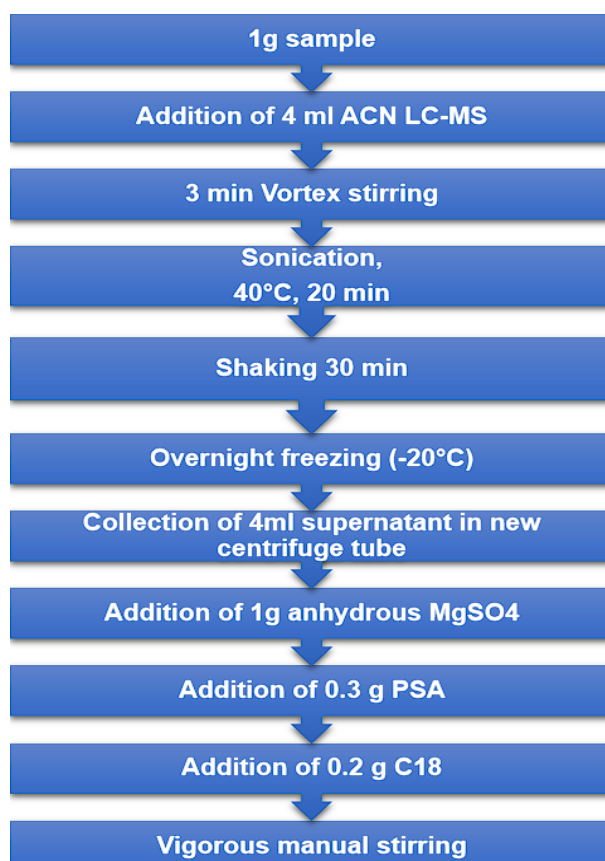 1g sample
Addition of 4 ml ACN LC-MS
3 min Vortex stirring
Sonication,
40°C, 20 min
Shaking 30 min
Overnight freezing (-20°C)
Collection of 4ml supernatant in new
centrifuge tube
Addition of 1g anhydrous MgSO4
Addition of 0.3 g PSA
Addition of 0.2 g C18
Vigorous manual stirring